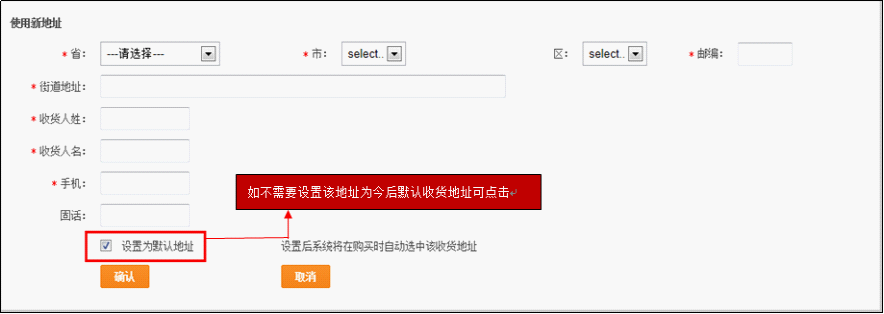 使用新地址
* 省： ---请选择--- * 市： select.. 区： select.. * 邮编：
* 街道地址：
* 收货人姓：
* 收货人名：
* 手机：
如不需要设置该地址为今后默认收货地址可点击
固话：
设置为默认地址 设置后系统将在购买时自动选中该收货地址
确认 取消